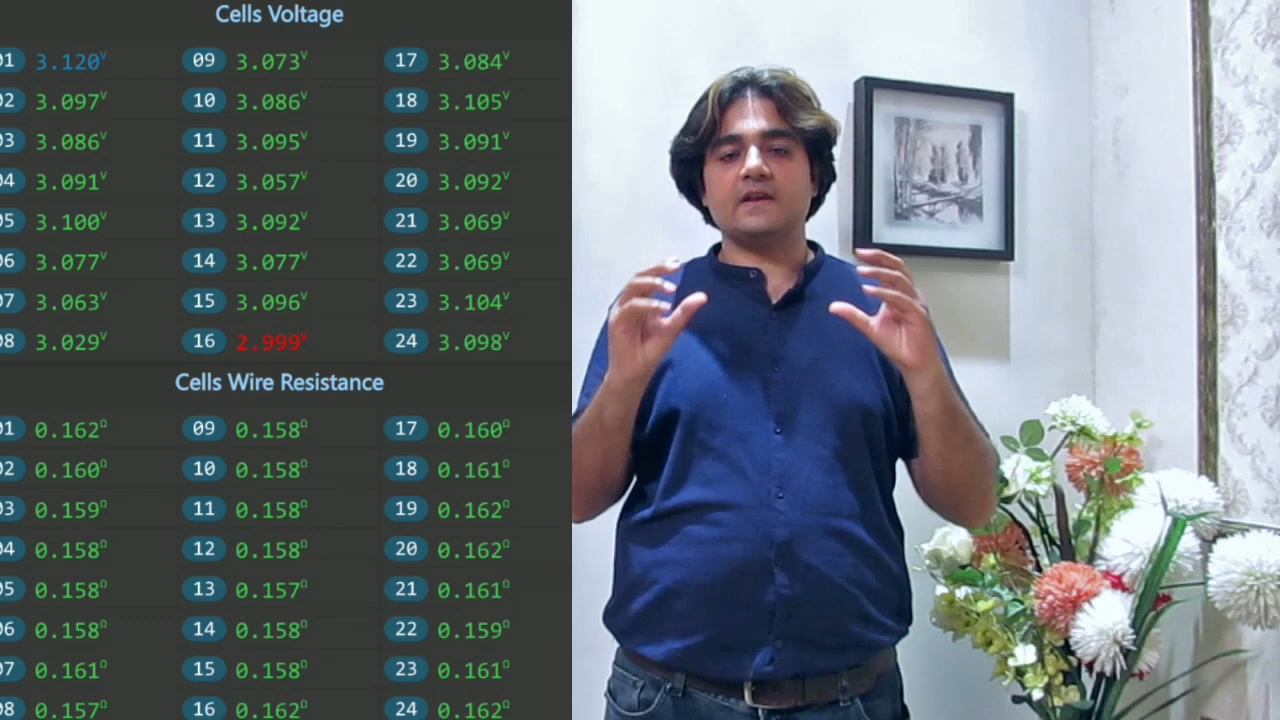 Cells Voltage
01 3.120V 09 3.073V 17 3.084V
02 3.097V 10 3.086V 18 3.105V
03 3.086V 11 3.095V 19 3.091V
04 3.091V 12 3.057V 20 3.092V
05 3.100V 13 3.092V 21 3.069V
06 3.077V 14 3.077V 22 3.069V
07 3.063V 15 3.096V 23 3.104V
08 3.029V 16 2.999V 24 3.098V
Cells Wire Resistance
01 0.162Ω 09 0.158Ω 17 0.160Ω
02 0.160Ω 10 0.158Ω 18 0.161Ω
03 0.159Ω 11 0.158Ω 19 0.162Ω
04 0.158Ω 12 0.158Ω 20 0.162Ω
05 0.158Ω 13 0.157Ω 21 0.161Ω
06 0.158Ω 14 0.158Ω 22 0.159Ω
07 0.161Ω 15 0.158Ω 23 0.161Ω
08 0.157Ω 16 0.162Ω 24 0.162Ω